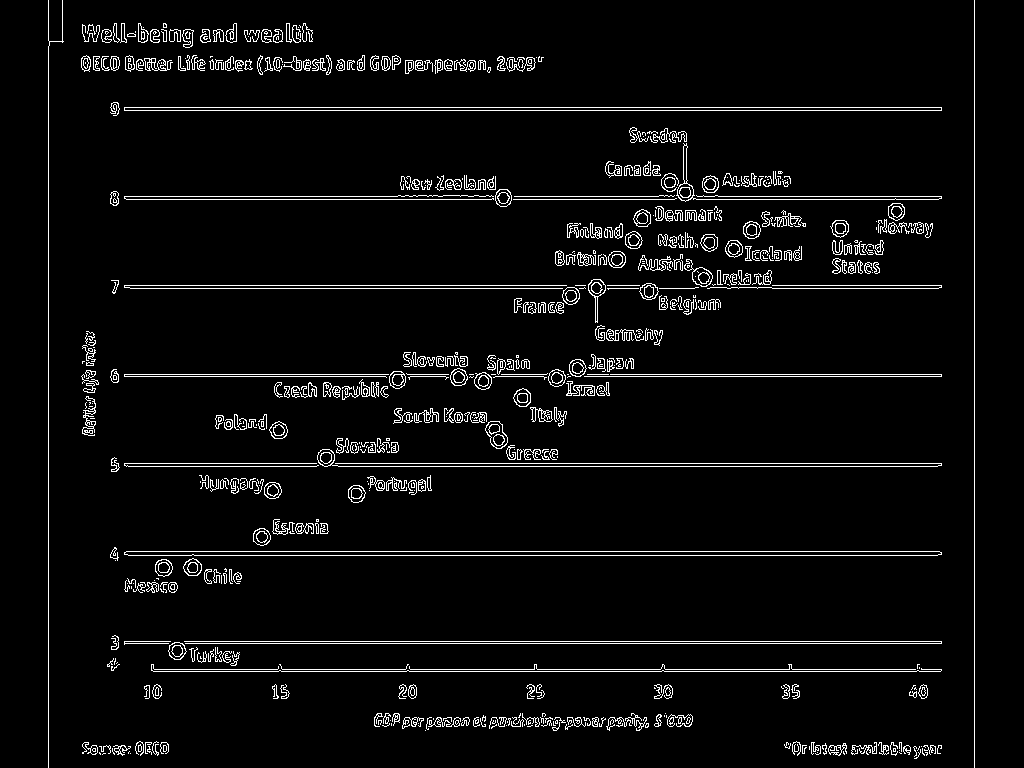 Well-being and wealth
OECD Better Life index (10=best) and GDP per person, 2009*
9
Sweden
Canada
Australia
New Zealand
8
Denmark
Switz.
Norway
Finland
Neth.
Iceland
United
States
Britain
Austria
Ireland
7
France
Belgium
Germany
Better Life index
Slovenia
Spain
Japan
6
Czech Republic
Israel
South Korea
Italy
Poland
Slovakia
Greece
5
Hungary
Portugal
Estonia
4
Mexico
Chile
3
Turkey
10 15 20 25 30 35 40
GDP per person at purchasing-power parity, $'000
Source: OECD
*Or latest available year